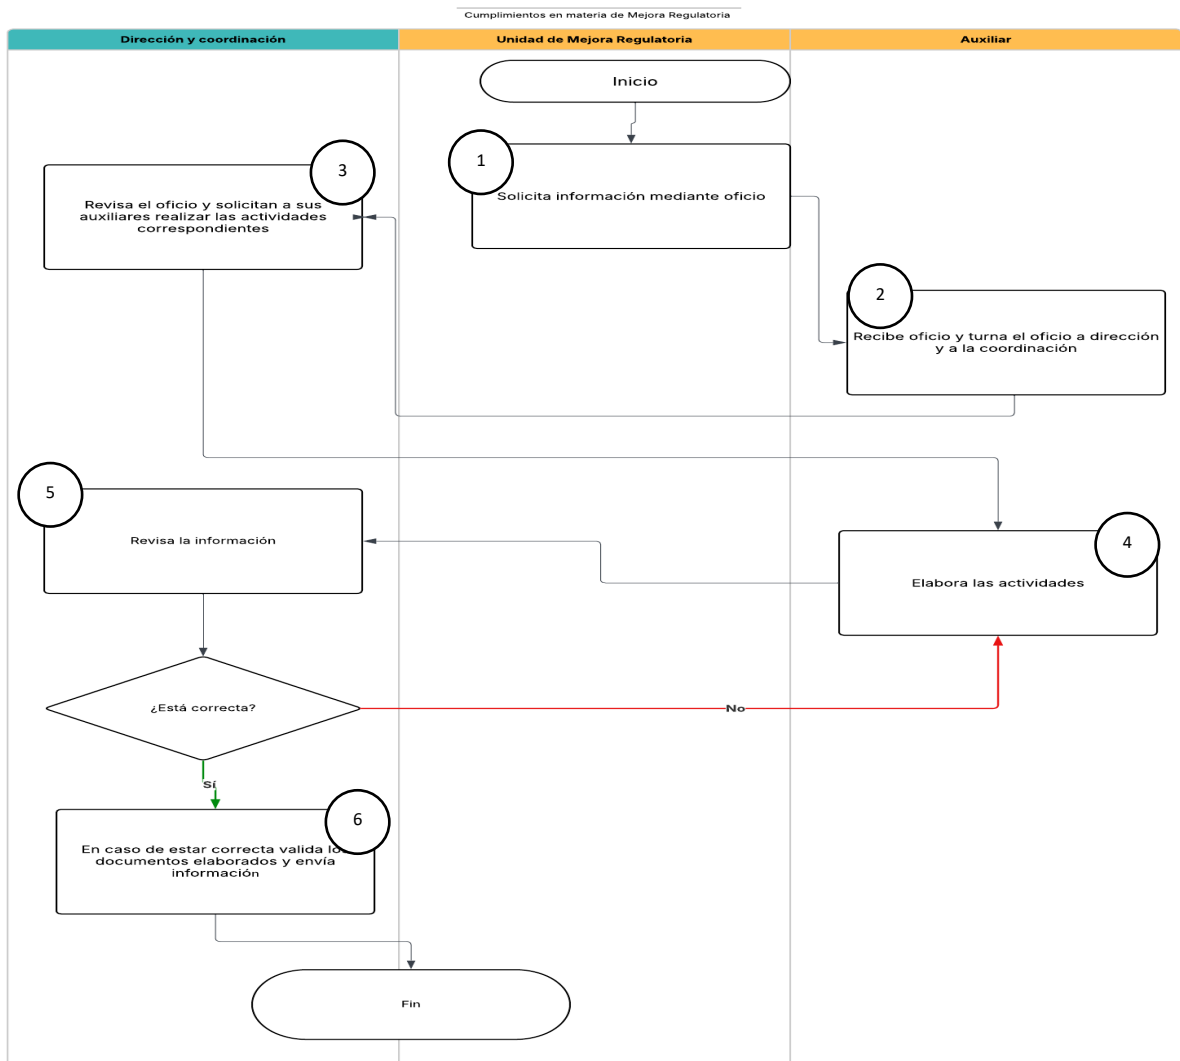 Cumplimientos en materia de Mejora Regulatoria
Dirección y coordinación
Unidad de Mejora Regulatoria
Auxiliar
Inicio
1
Solicita información mediante oficio
2
Recibe oficio y turna el oficio a dirección
y a la coordinación
3
Revisa el oficio y solicitan a sus
auxiliares realizar las actividades
correspondientes
4
Elabora las actividades
5
Revisa la información
¿Está correcta?
No
Sí
6
En caso de estar correcta valida lo
documentos elaborados y envía
información
Fin